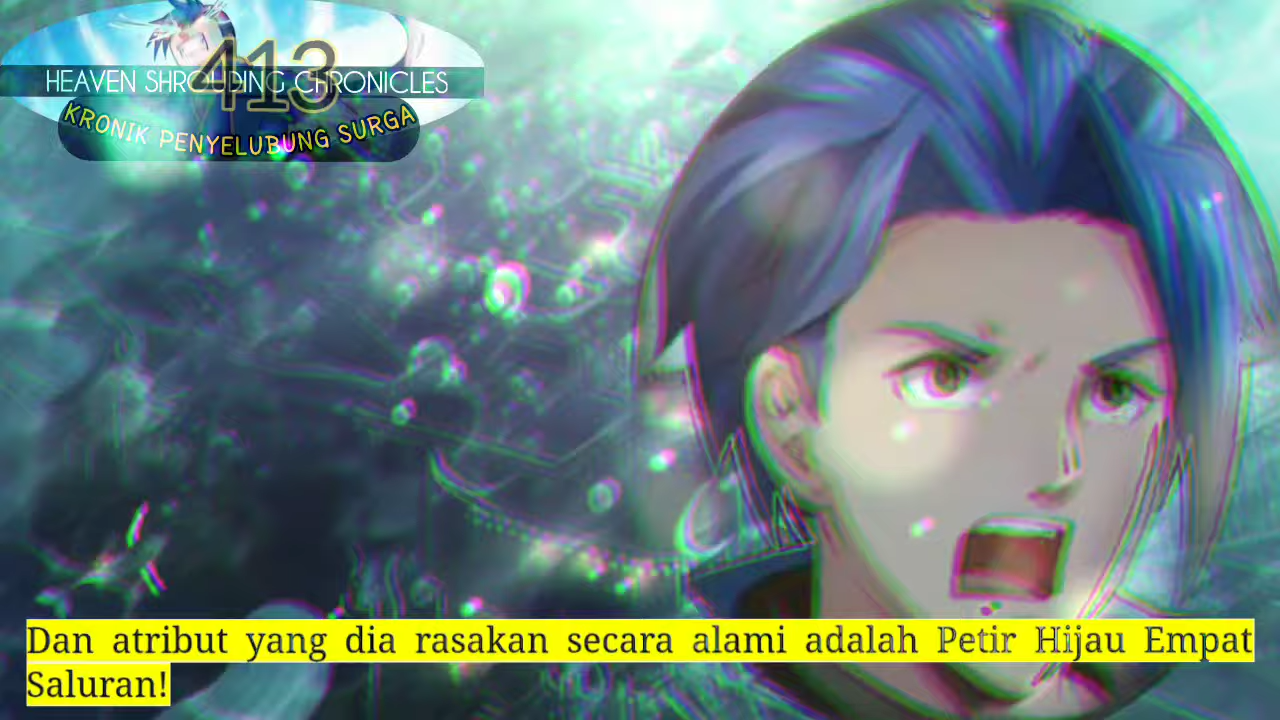 413
HEAVEN SHROUDING CHRONICLES
KRONIK PENYELUBUNG SURGA
Dan atribut yang dia rasakan secara alami adalah Petir Hijau Empat
Saluran!